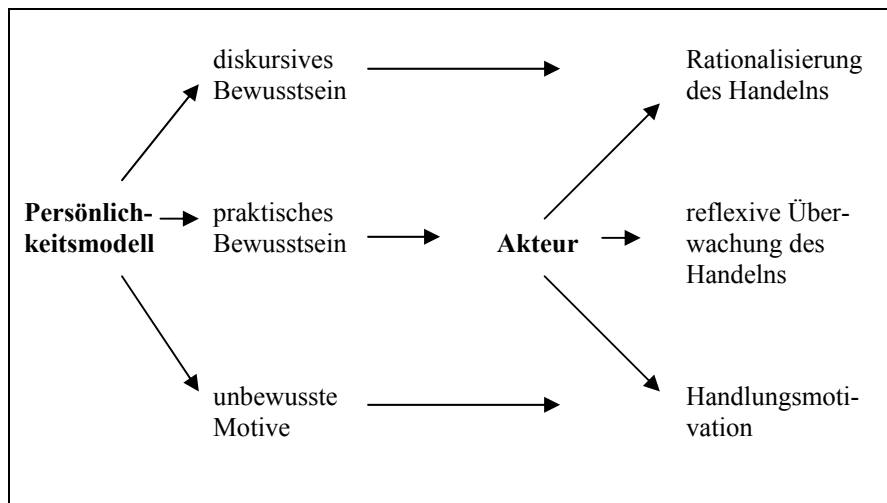 diskursives
Bewusstsein
Rationalisierung
des Handelns
Persönlich-
keitsmodell
praktisches
Bewusstsein
Akteur
reflexive Über-
wachung des
Handelns
unbewusste
Motive
Handlungsmoti-
vation